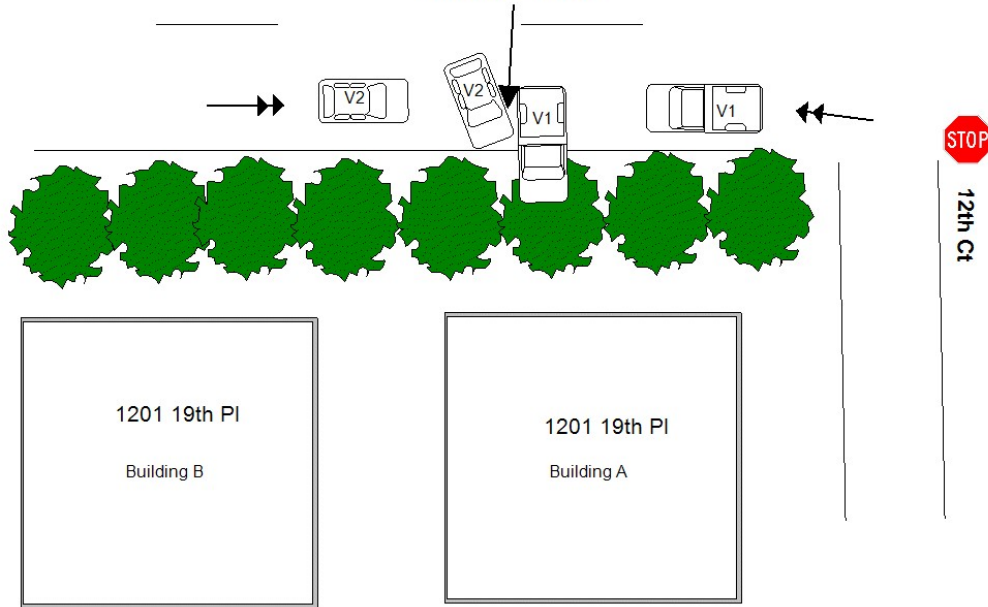 V2
V2
V1
V1
STOP
12th Ct
1201 19th Pl
Building B
1201 19th Pl
Building A